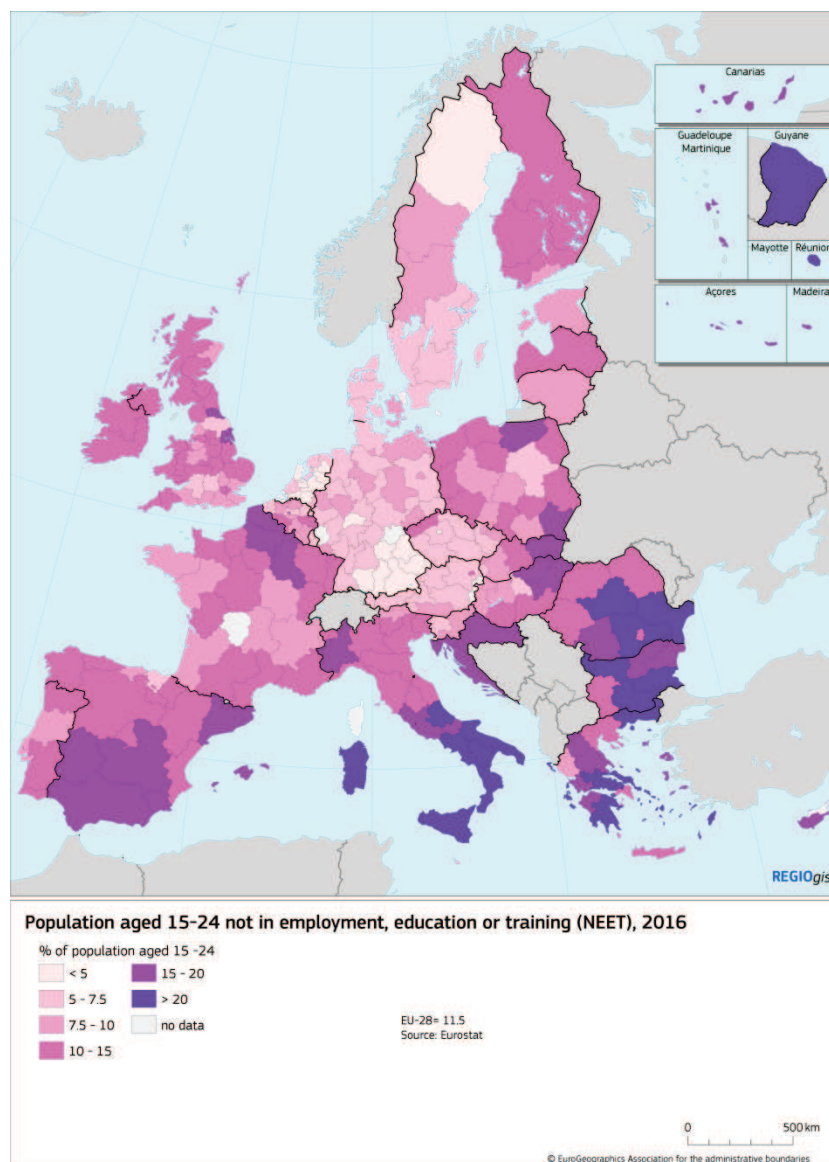 Canarias
Guadeloupe
Martinique
Guyane
Mayotte
Réunion
Açores
Madeira
REGIOgis
Population aged 15-24 not in employment, education or training (NEET), 2016
% of population aged 15 -24
< 5
15 - 20
5 - 7.5
> 20
7.5 - 10
no data
10 - 15
EU-28= 11.5
Source: Eurostat
0
500 km
© EuroGeographics Association for the administrative boundaries